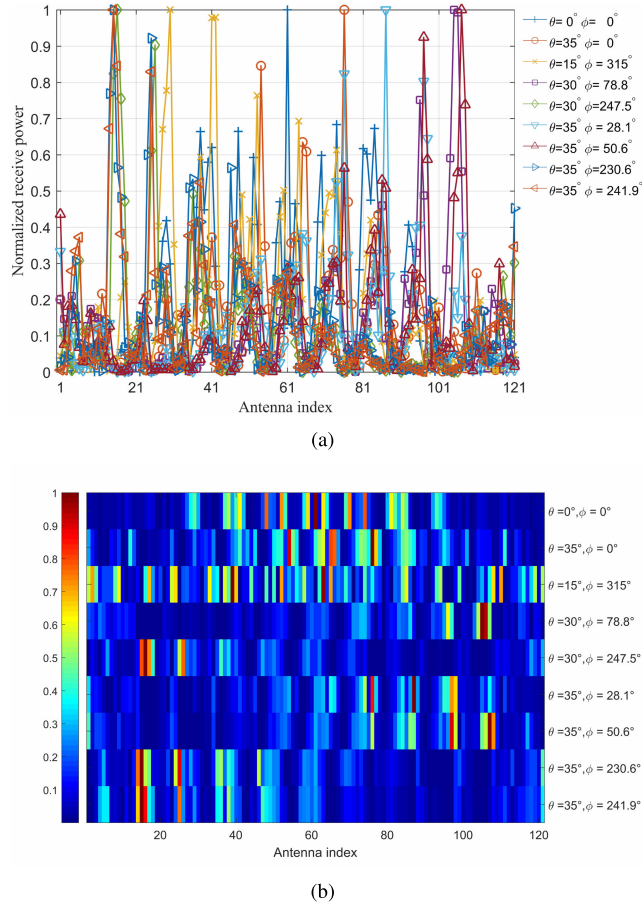 1
0.9
0.8
0.7
0.6
0.5
0.4
0.3
0.2
0.1
0
Normalized receive power
1 21 41 61 81 101 121
Antenna index
θ= 0° ϕ= 0°
θ=35° ϕ= 0°
θ=15° ϕ = 315°
θ=30° ϕ = 78.8°
θ=30° ϕ=247.5°
θ=35° ϕ = 28.1°
θ=35° ϕ = 50.6°
θ=35° ϕ=230.6°
θ=35° ϕ = 241.9°
(a)
1
0.9
0.8
0.7
0.6
0.5
0.4
0.3
0.2
0.1
θ =0°,ϕ = 0°
θ =35°,ϕ = 0°
θ =15°,ϕ = 315°
θ =30°,ϕ = 78.8°
θ =30°,ϕ = 247.5°
θ =35°,ϕ = 28.1°
θ =35°,ϕ = 50.6°
θ =35°,ϕ = 230.6°
θ =35°,ϕ = 241.9°
20 40 60 80 100 120
Antenna index
(b)